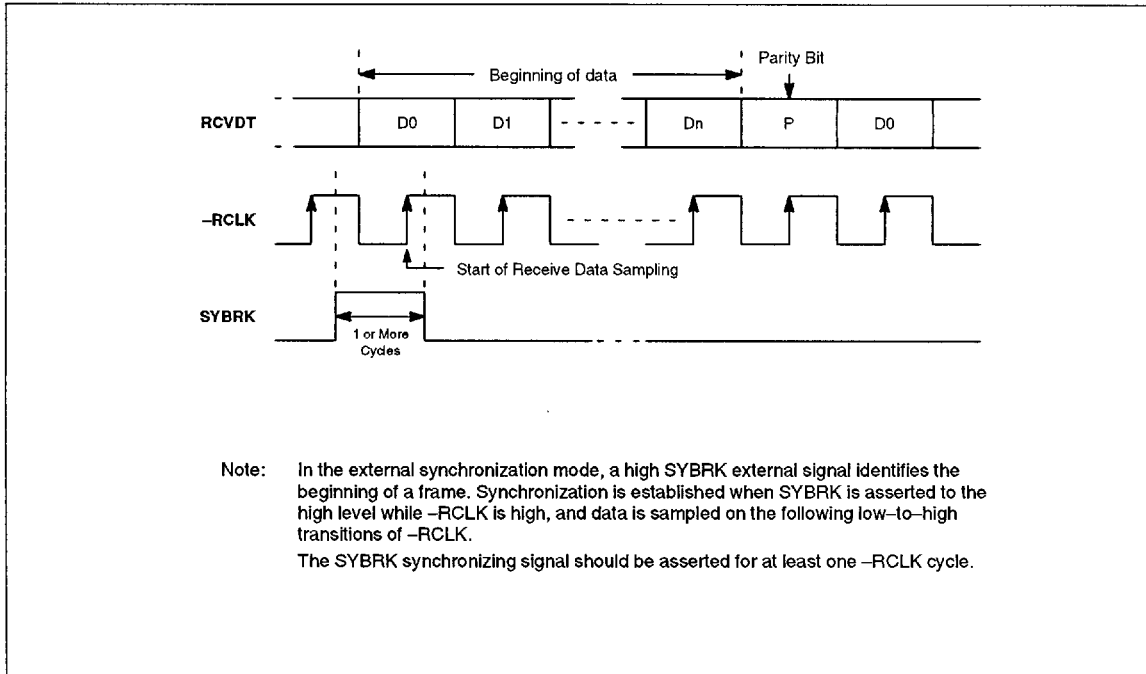 Parity Bit
Beginning of data
RCVDT D0 D1 Dn P D0
–RCLK
Start of Receive Data Sampling
SYBRK
1 or More
Cycles
Note: In the external synchronization mode, a high SYBRK external signal identifies the
beginning of a frame. Synchronization is established when SYBRK is asserted to the
high level while –RCLK is high, and data is sampled on the following low–to–high
transitions of –RCLK.
The SYBRK synchronizing signal should be asserted for at least one –RCLK cycle.